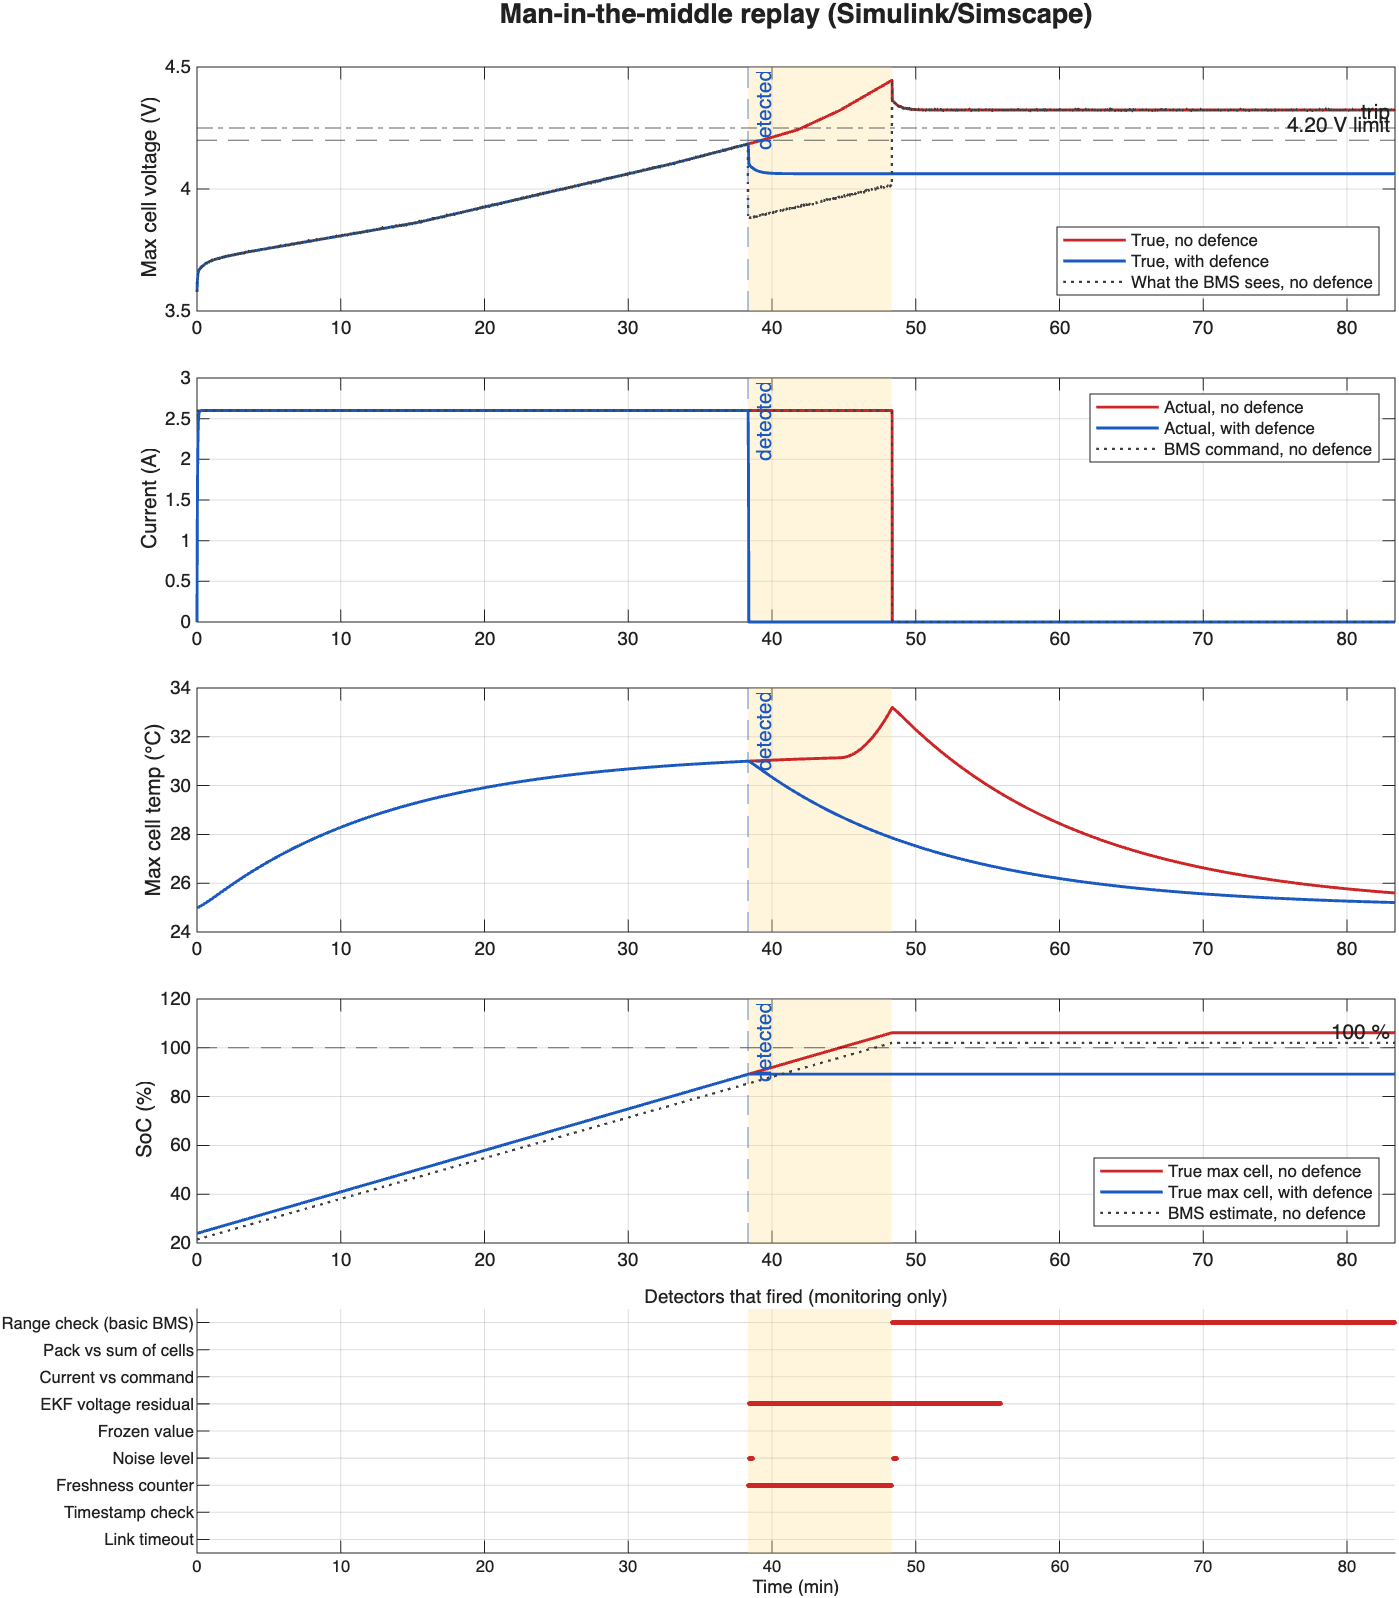 Man-in-the-middle replay (Simulink/Simscape)
Max cell voltage (V)
4.5
4
3.5
detected
trip
4.20 V limit
True, no defence
True, with defence
What the BMS sees, no defence
0 10 20 30 40 50 60 70 80
Current (A)
3
2.5
2
1.5
1
0.5
0
detected
Actual, no defence
Actual, with defence
BMS command, no defence
0 10 20 30 40 50 60 70 80
Max cell temp (°C)
34
32
30
28
26
24
detected
0 10 20 30 40 50 60 70 80
SoC (%)
120
100
80
60
40
20
detected
100 %
True max cell, no defence
True max cell, with defence
BMS estimate, no defence
0 10 20 30 40 50 60 70 80
Detectors that fired (monitoring only)
Range check (basic BMS)
Pack vs sum of cells
Current vs command
EKF voltage residual
Frozen value
Noise level
Freshness counter
Timestamp check
Link timeout
0 10 20 30 40 50 60 70 80
Time (min)